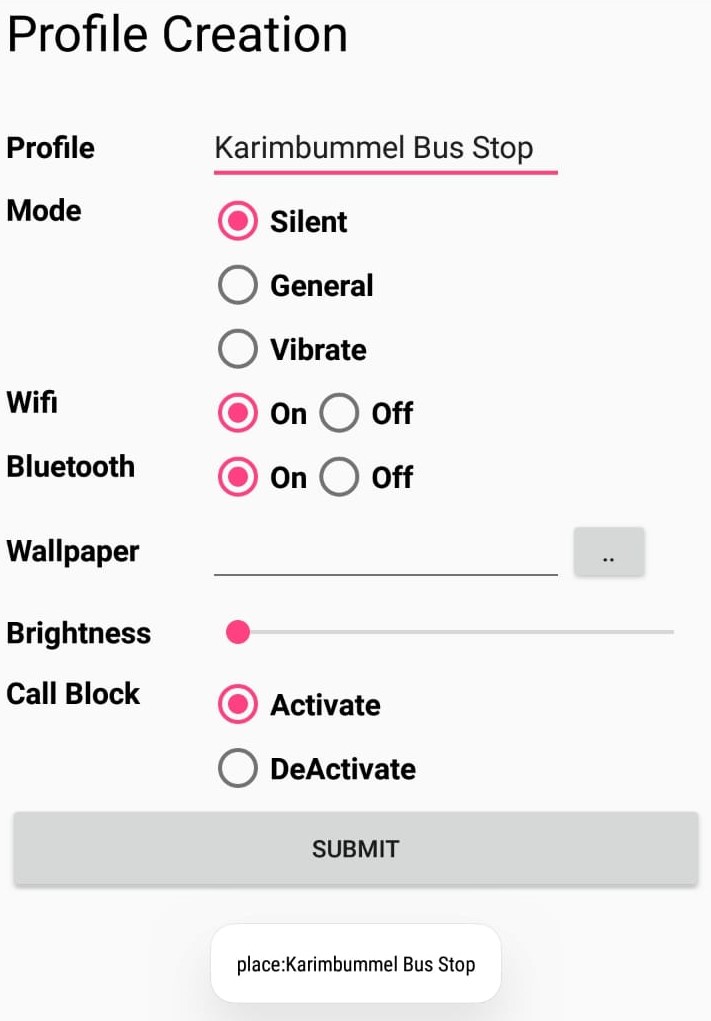 Profile Creation
Profile Karimbummel Bus Stop
Mode Silent
General
Vibrate
Wifi On Off
Bluetooth On Off
Wallpaper ..
Brightness
Call Block Activate
DeActivate
SUBMIT
place:Karimbummel Bus Stop